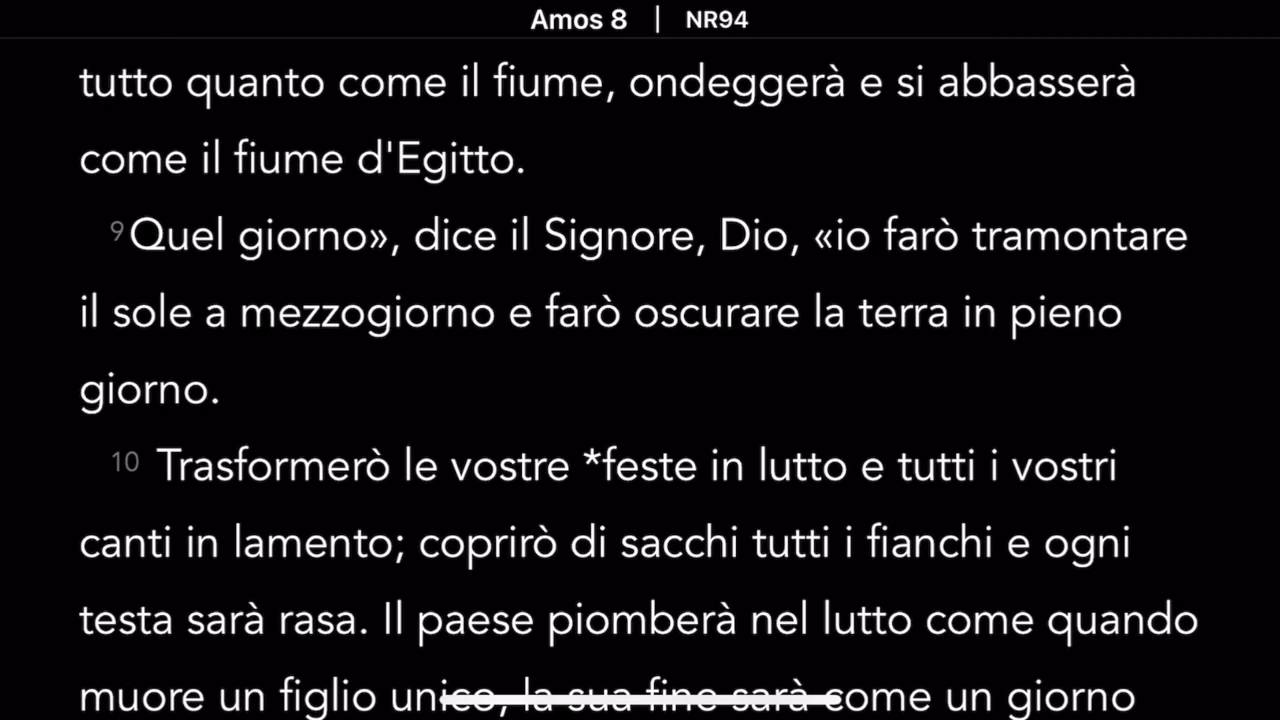 Amos 8 | NR94
tutto quanto come il fiume, ondeggerà e si abbasserà
come il fiume d'Egitto.
9 Quel giorno», dice il Signore, Dio, «io farò tramontare
il sole a mezzogiorno e farò oscurare la terra in pieno
giorno.
10 Trasformerò le vostre *feste in lutto e tutti i vostri
canti in lamento; coprirò di sacchi tutti i fianchi e ogni
testa sarà rasa. Il paese piomberà nel lutto come quando
muore un figlio unico, la sua fine sarà come un giorno